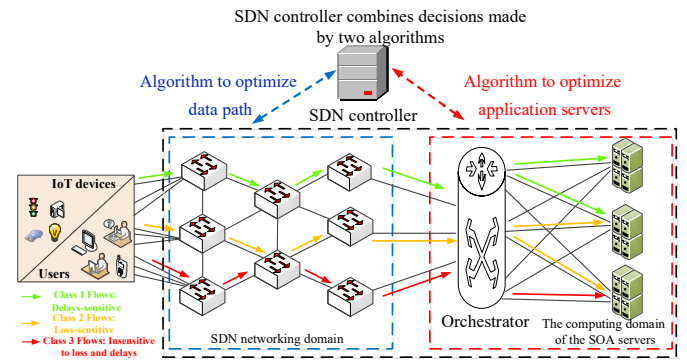 SDN controller combines decisions made
by two algorithms
Algorithm to optimize
data path
Algorithm to optimize
application servers
SDN controller
IoT devices
Users
Class 1 Flows:
Delays-sensitive
Class 2 Flows:
Loss-sensitive
Class 3 Flows: Insensitive
to loss and delays
SDN networking domain
Orchestrator
The computing domain
of the SOA servers